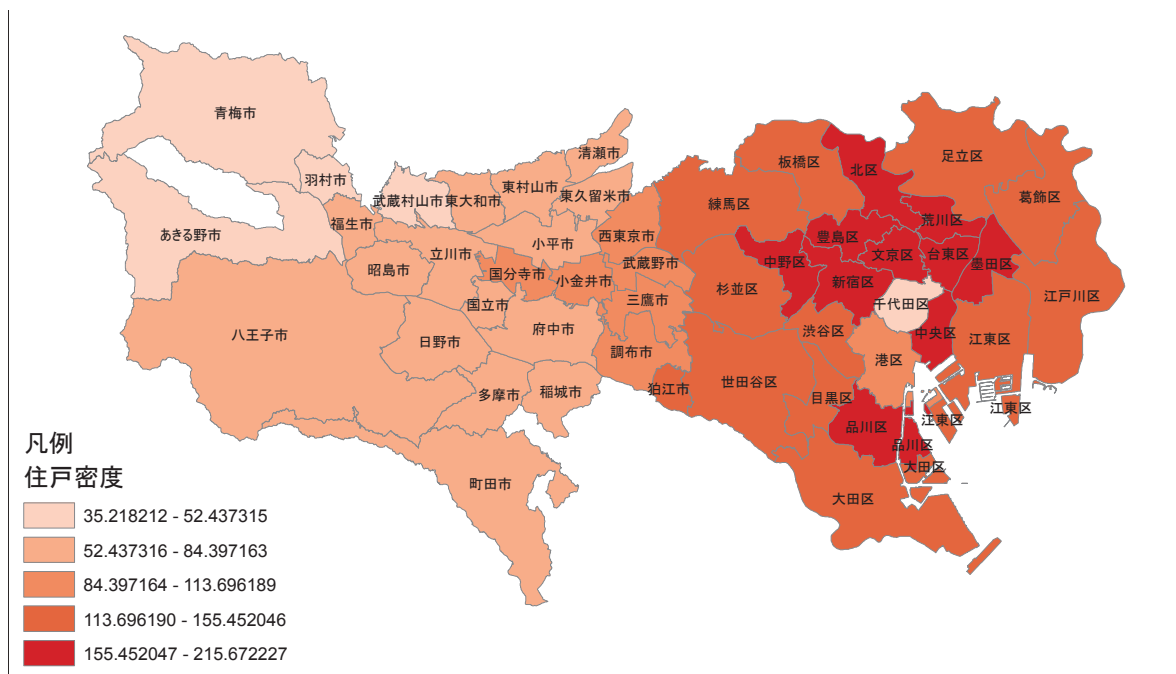 青梅市
羽村市
武蔵村山市
東大和市
東村山市
清瀬市
東久留米市
あきる野市
福生市
昭島市
立川市
小平市
西東京市
国分寺市
小金井市
武蔵野市
国立市
三鷹市
八王子市
日野市
府中市
調布市
多摩市
稲城市
狛江市
町田市
板橋区
北区
足立区
葛飾区
練馬区
荒川区
豊島区
文京区
台東区
墨田区
中野区
新宿区
杉並区
千代田区
江戸川区
渋谷区
中央区
江東区
港区
世田谷区
目黒区
江東区
江東区
品川区
品川区
大田区
大田区
凡例
住戸密度
35.218212 - 52.437315
52.437316 - 84.397163
84.397164 - 113.696189
113.696190 - 155.452046
155.452047 - 215.672227